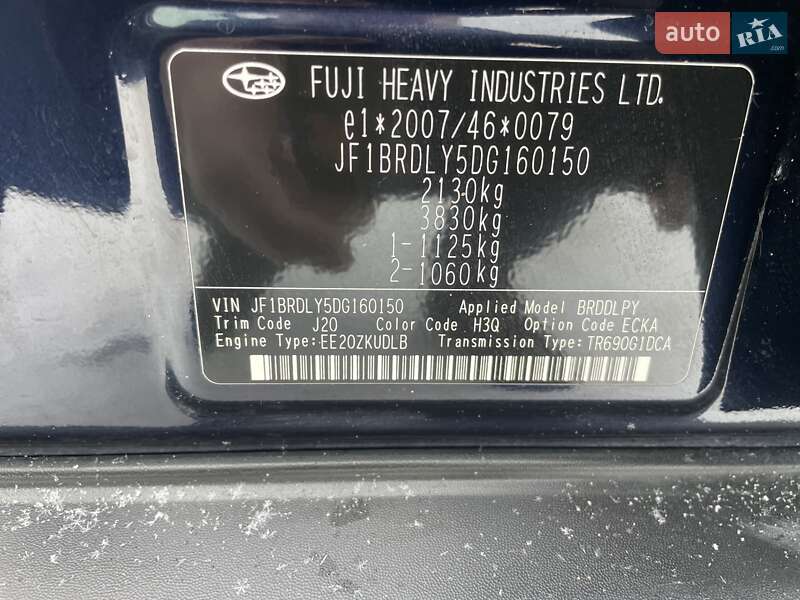 auto RIA
FUJI HEAVY INDUSTRIES LTD.
e1*2007/46*0079
JF1BRDLY5DG160150
2130kg
3830kg
1-1125kg
2-1060kg
VIN JF1BRDLY5DG160150 Applied Model BRDDLPY
Trim Code J20 Color Code H3Q Option Code ECKA
Engine Type:EE20ZKUDLB Transmission Type:TR690G1DCA